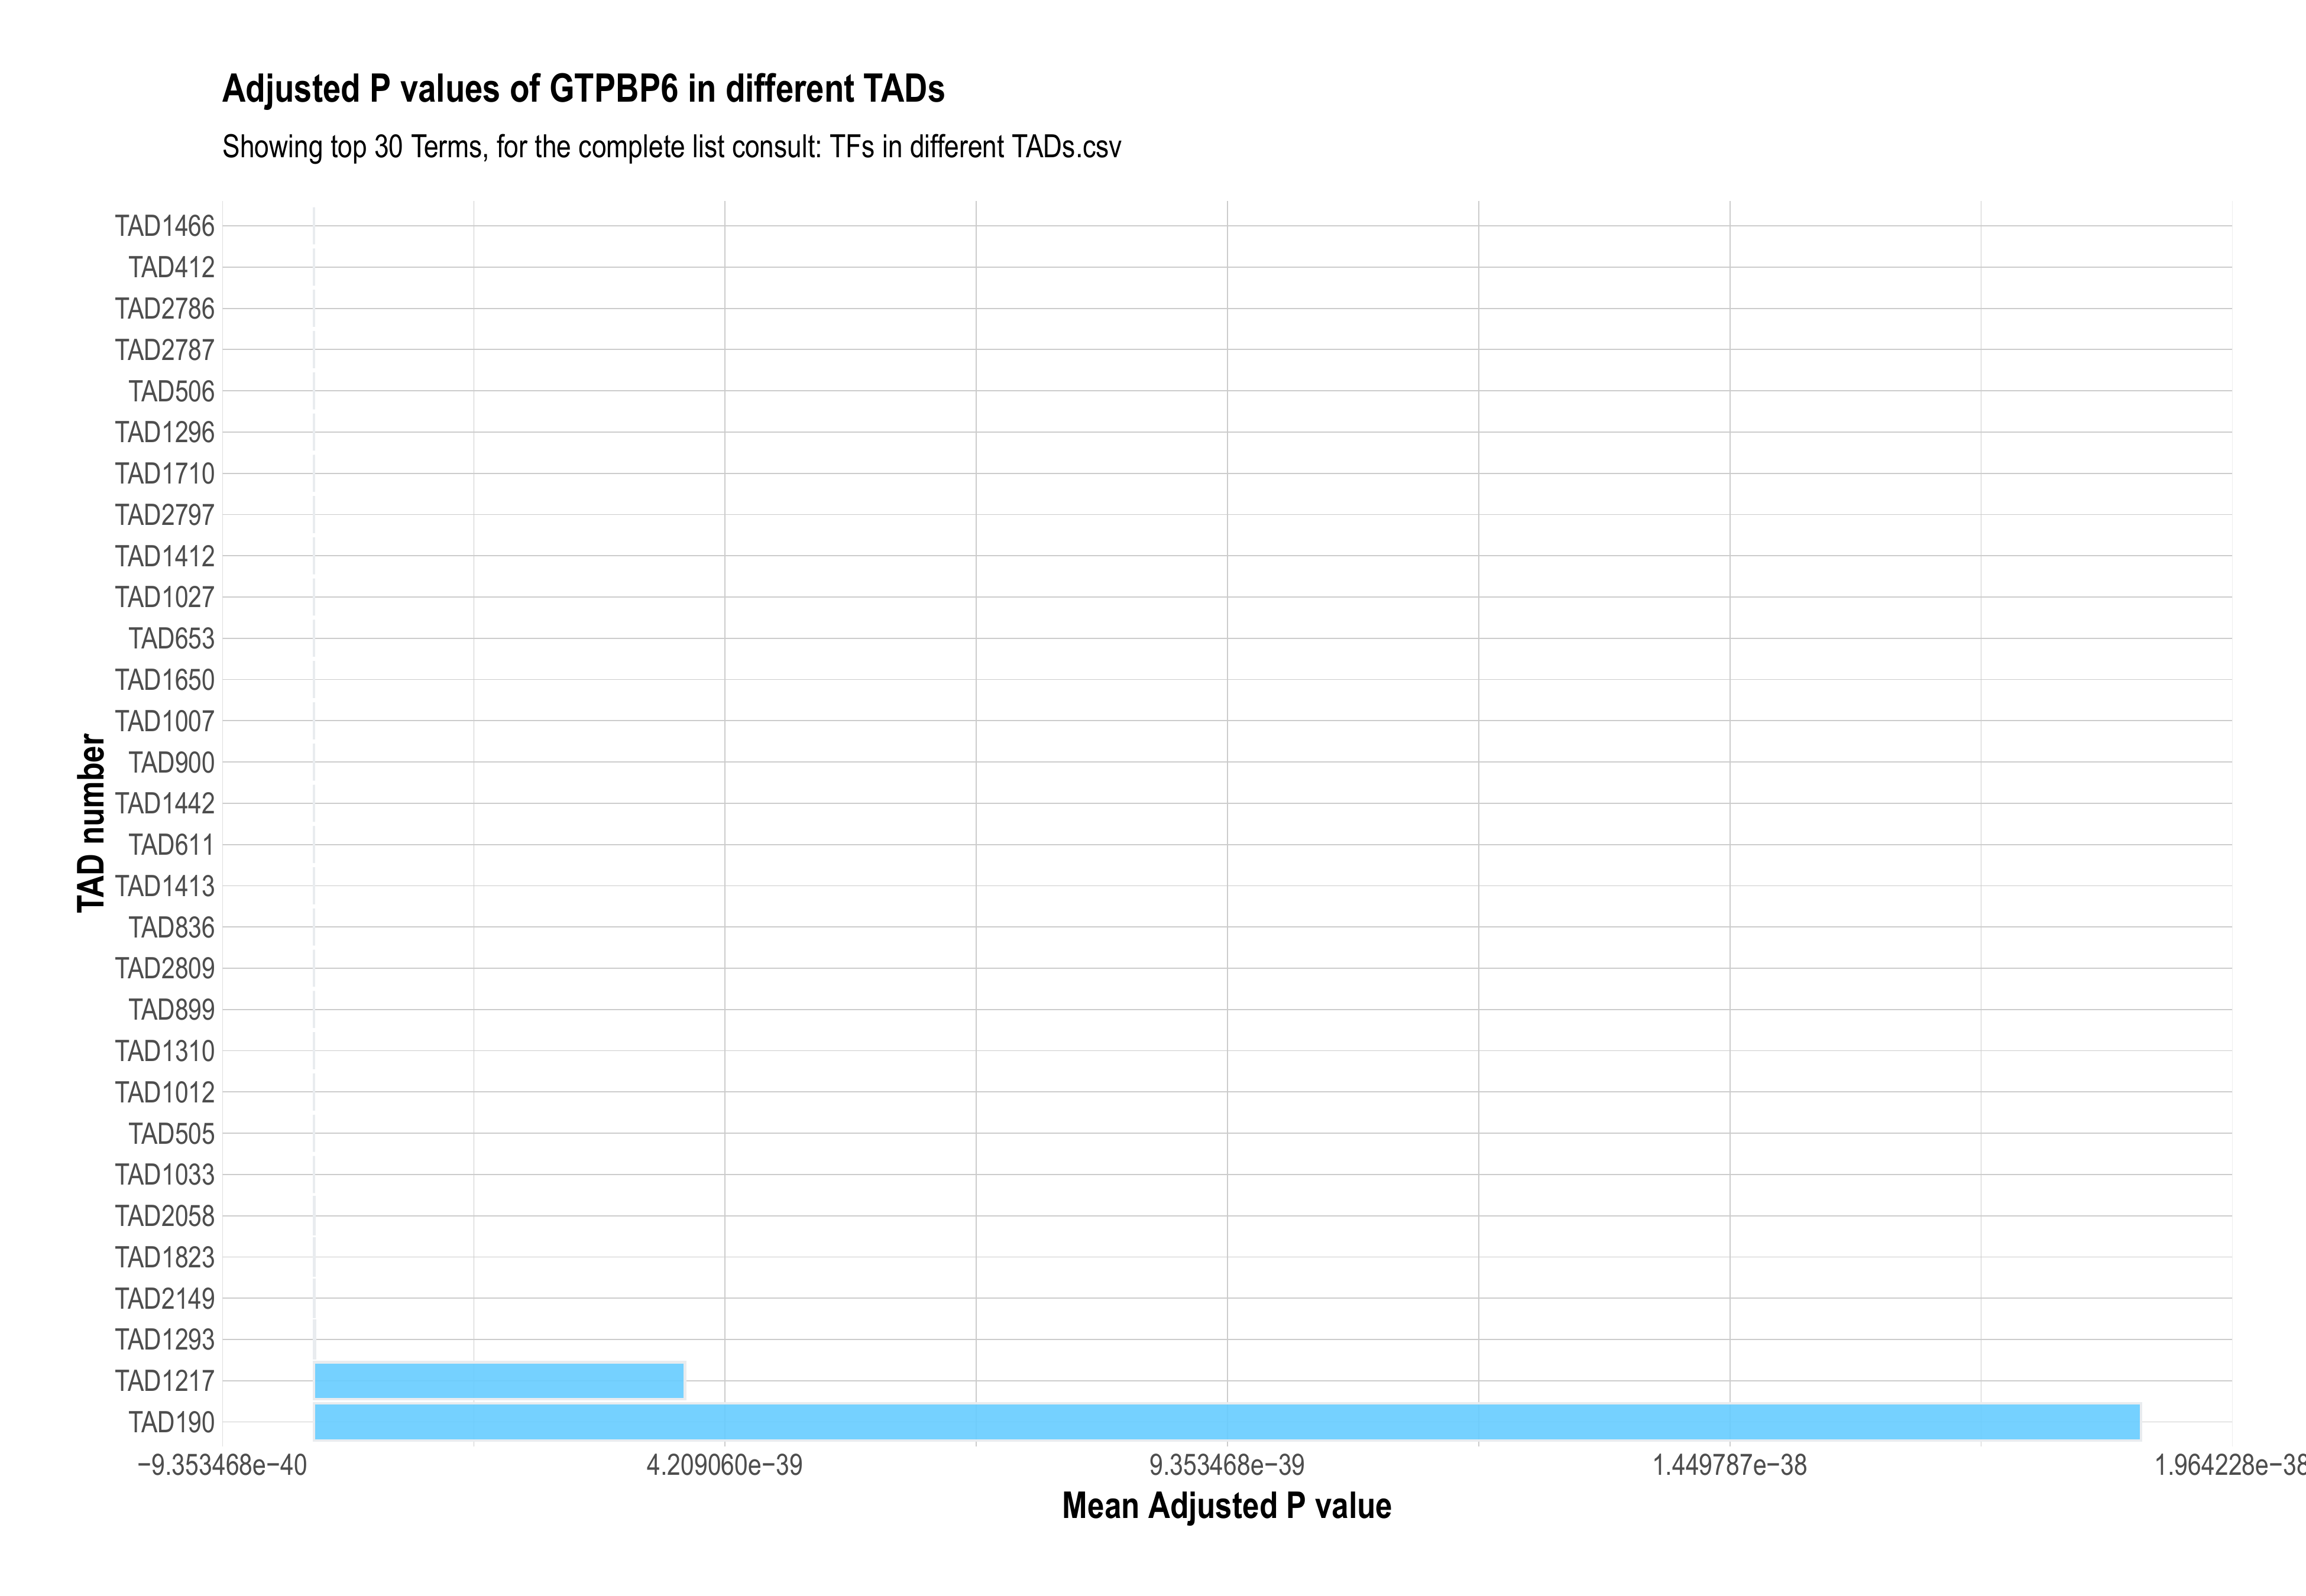 Adjusted P values of GTPBP6 in different TADs
Showing top 30 Terms, for the complete list consult: TFs in different TADs.csv
TAD1466
TAD412
TAD2786
TAD2787
TAD506
TAD1296
TAD1710
TAD2797
TAD1412
TAD1027
TAD653
TAD1650
TAD1007
TAD900
TAD1442
TAD611
TAD1413
TAD836
TAD2809
TAD899
TAD1310
TAD1012
TAD505
TAD1033
TAD2058
TAD1823
TAD2149
TAD1293
TAD1217
TAD190
TAD number
−9.353468e−40 4.209060e−39 9.353468e−39 1.449787e−38 1.964228e−38
Mean Adjusted P value